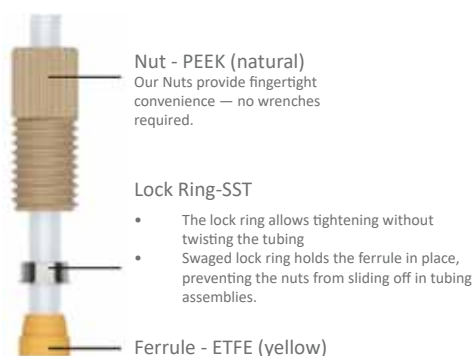 Nut - PEEK (natural)
Our Nuts provide fingertight
convenience — no wrenches
required.
Lock Ring-SST
• The lock ring allows tightening without
twisting the tubing
• Swaged lock ring holds the ferrule in place,
preventing the nuts from sliding off in tubing
assemblies.
Ferrule - ETFE (yellow)